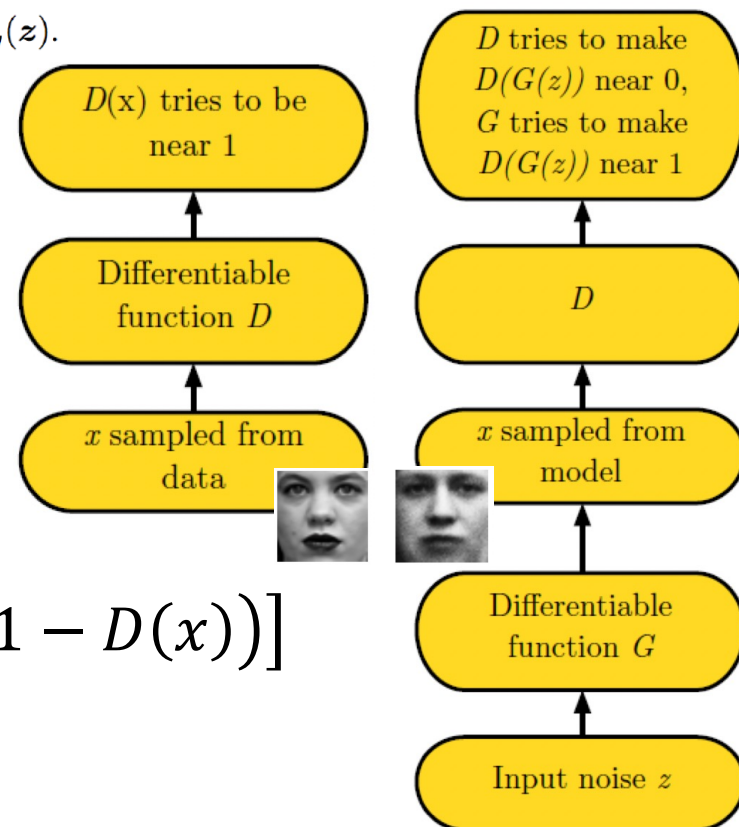 (z).
D(x) tries to be
near 1
Differentiable
function D
x sampled from
data
1 − D(x))]
D tries to make
D(G(z)) near 0,
G tries to make
D(G(z)) near 1
D
x sampled from
model
Differentiable
function G
Input noise z